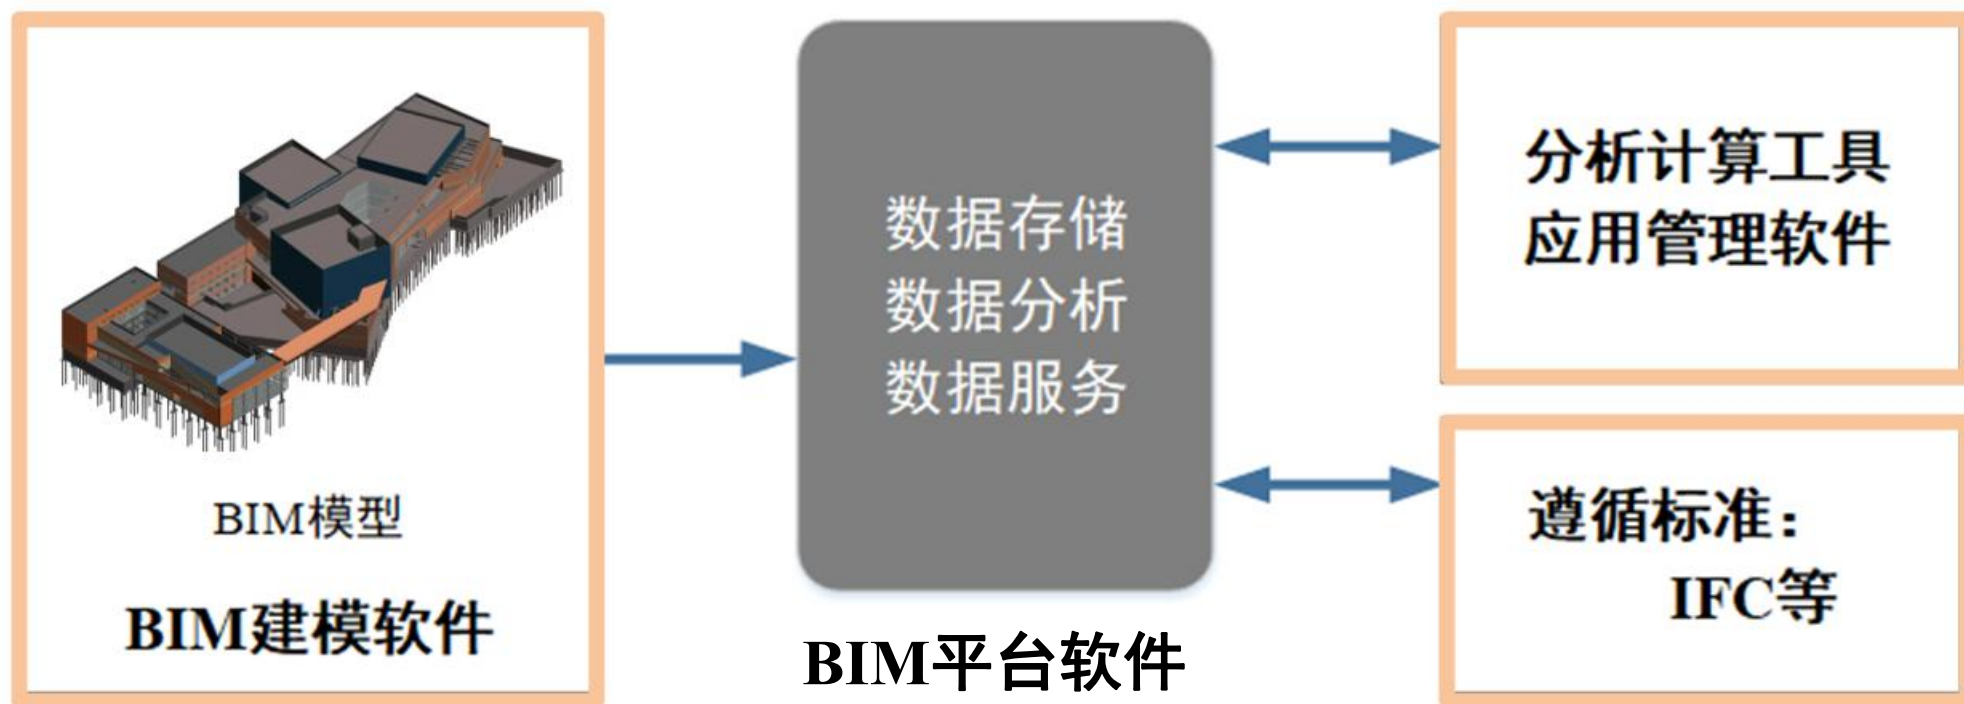 BIM模型
BIM建模软件
数据存储
数据分析
数据服务
BIM平台软件
分析计算工具
应用管理软件
遵循标准：
IFC等